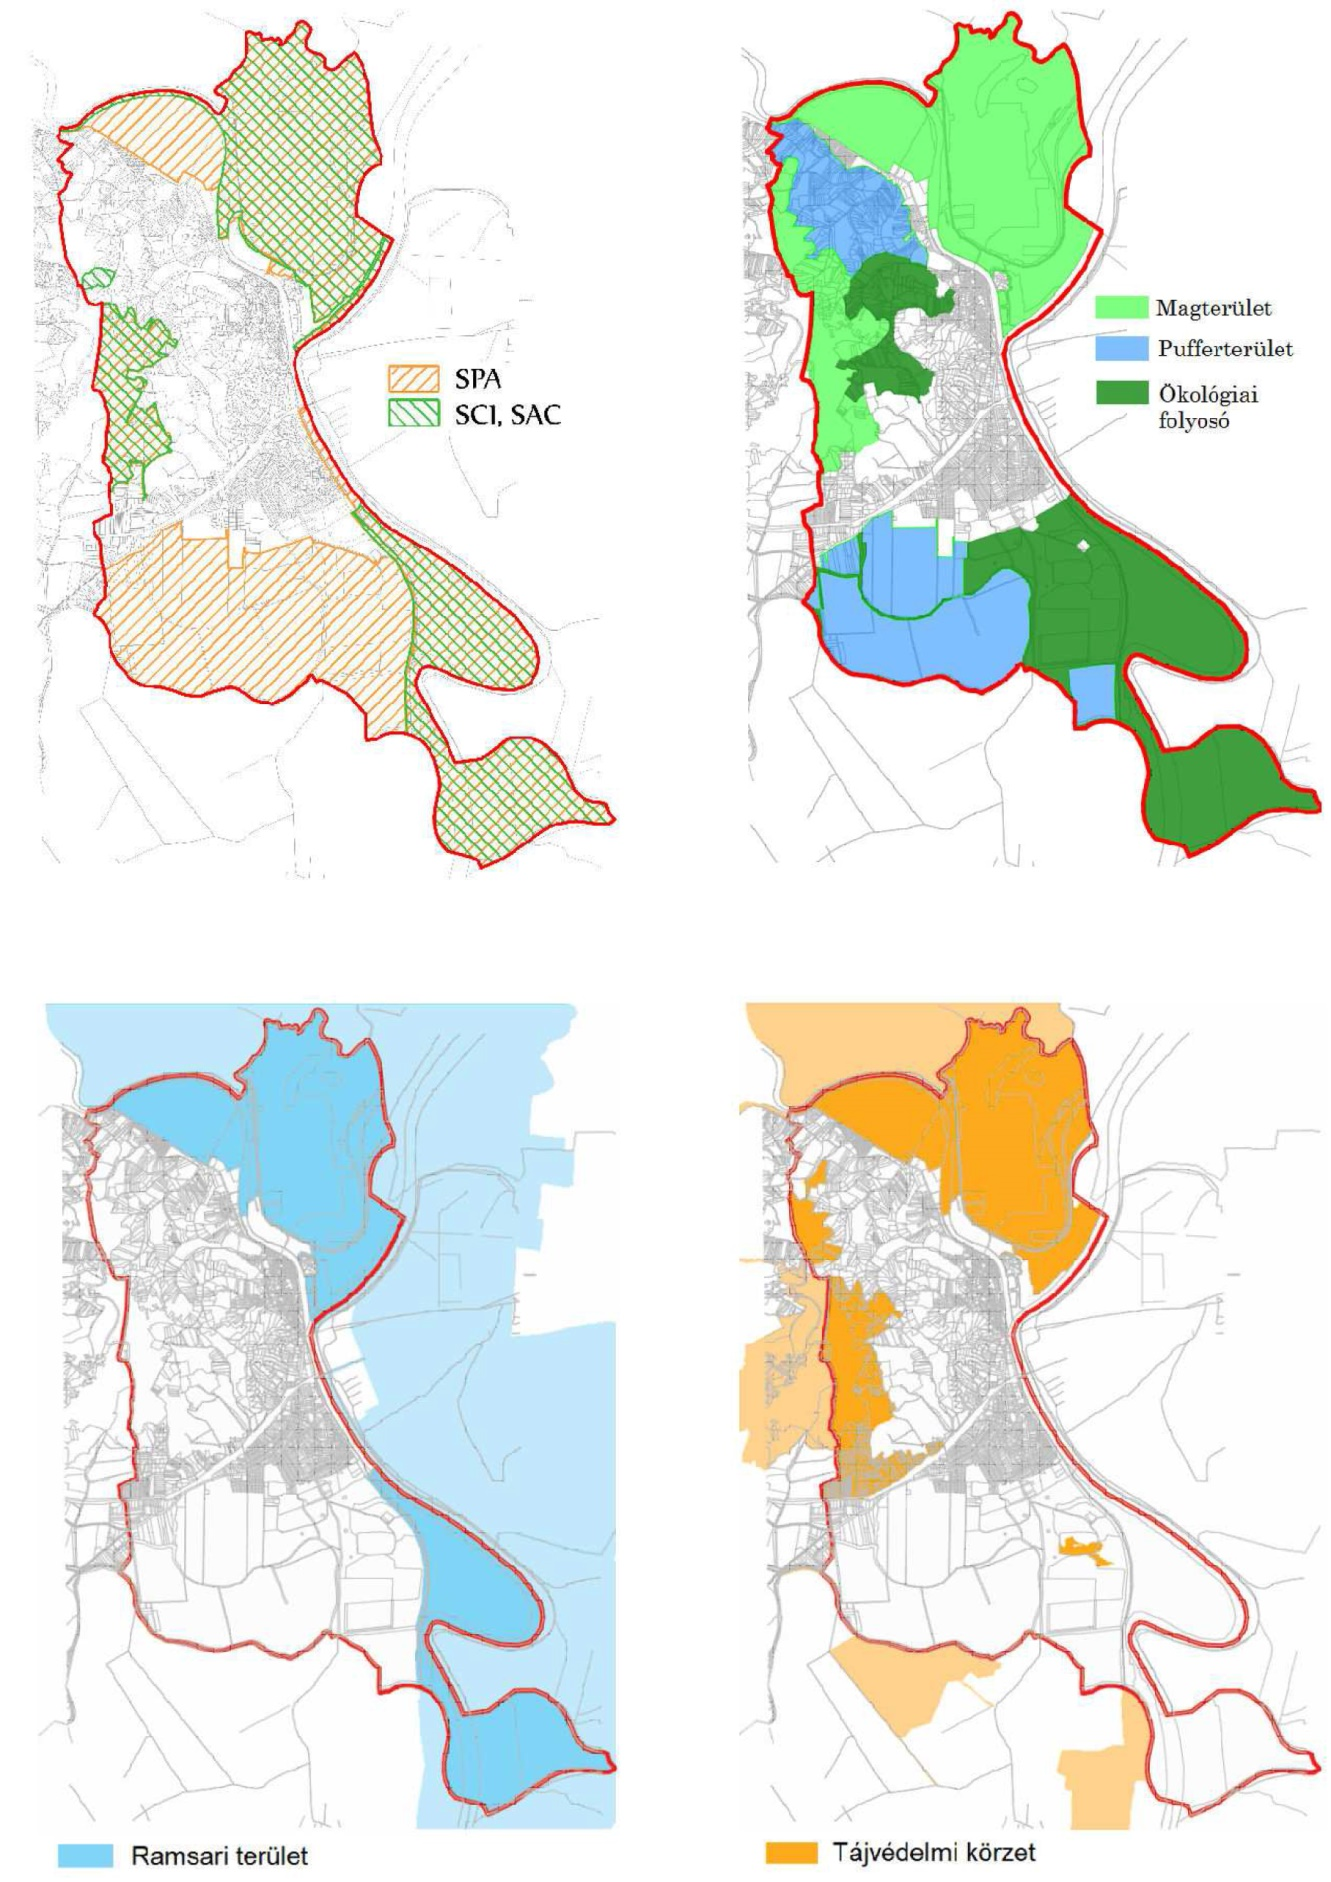 SPA
SCI, SAC
Magterület
Pufferterület
Ökológiai
folyosó
Ramsari terület
Tájvédelmi körzet